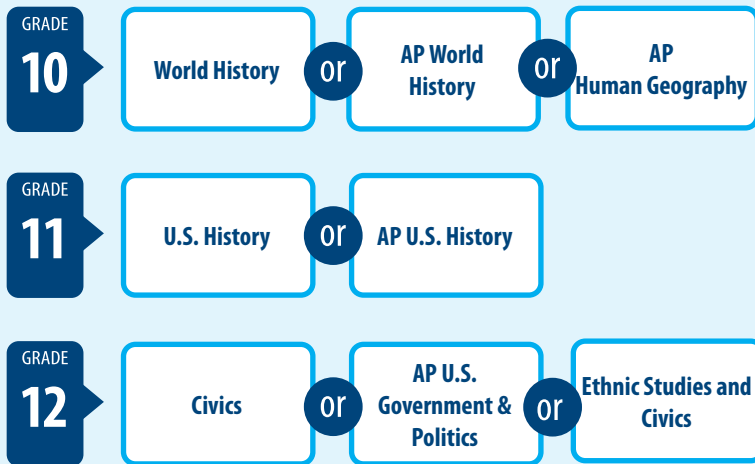 GRADE
10
World History
or
AP World
History
or
AP
Human Geography
GRADE
11
U.S. History
or
AP U.S. History
GRADE
12
Civics
or
AP U.S.
Government &
Politics
or
Ethnic Studies and
Civics